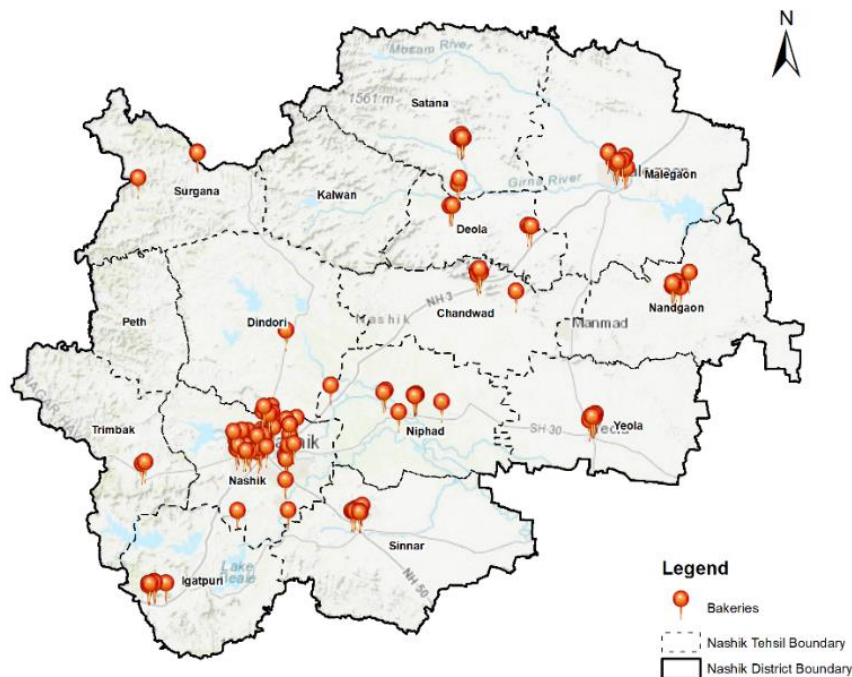 N
Mosam River
1561 m
Satana
Malegaon
Surgana
Kalwan
Girna River
Deola
NH 3
Chandwad
Nandgaon
Peth
Dindori
Nashik
Manmad
Trimbak
Niphad
SH 30
Yeola
Nashik
Sinnar
Igatpuri
Lake
NH 50
Legend
Bakeries
Nashik Tehsil Boundary
Nashik District Boundary